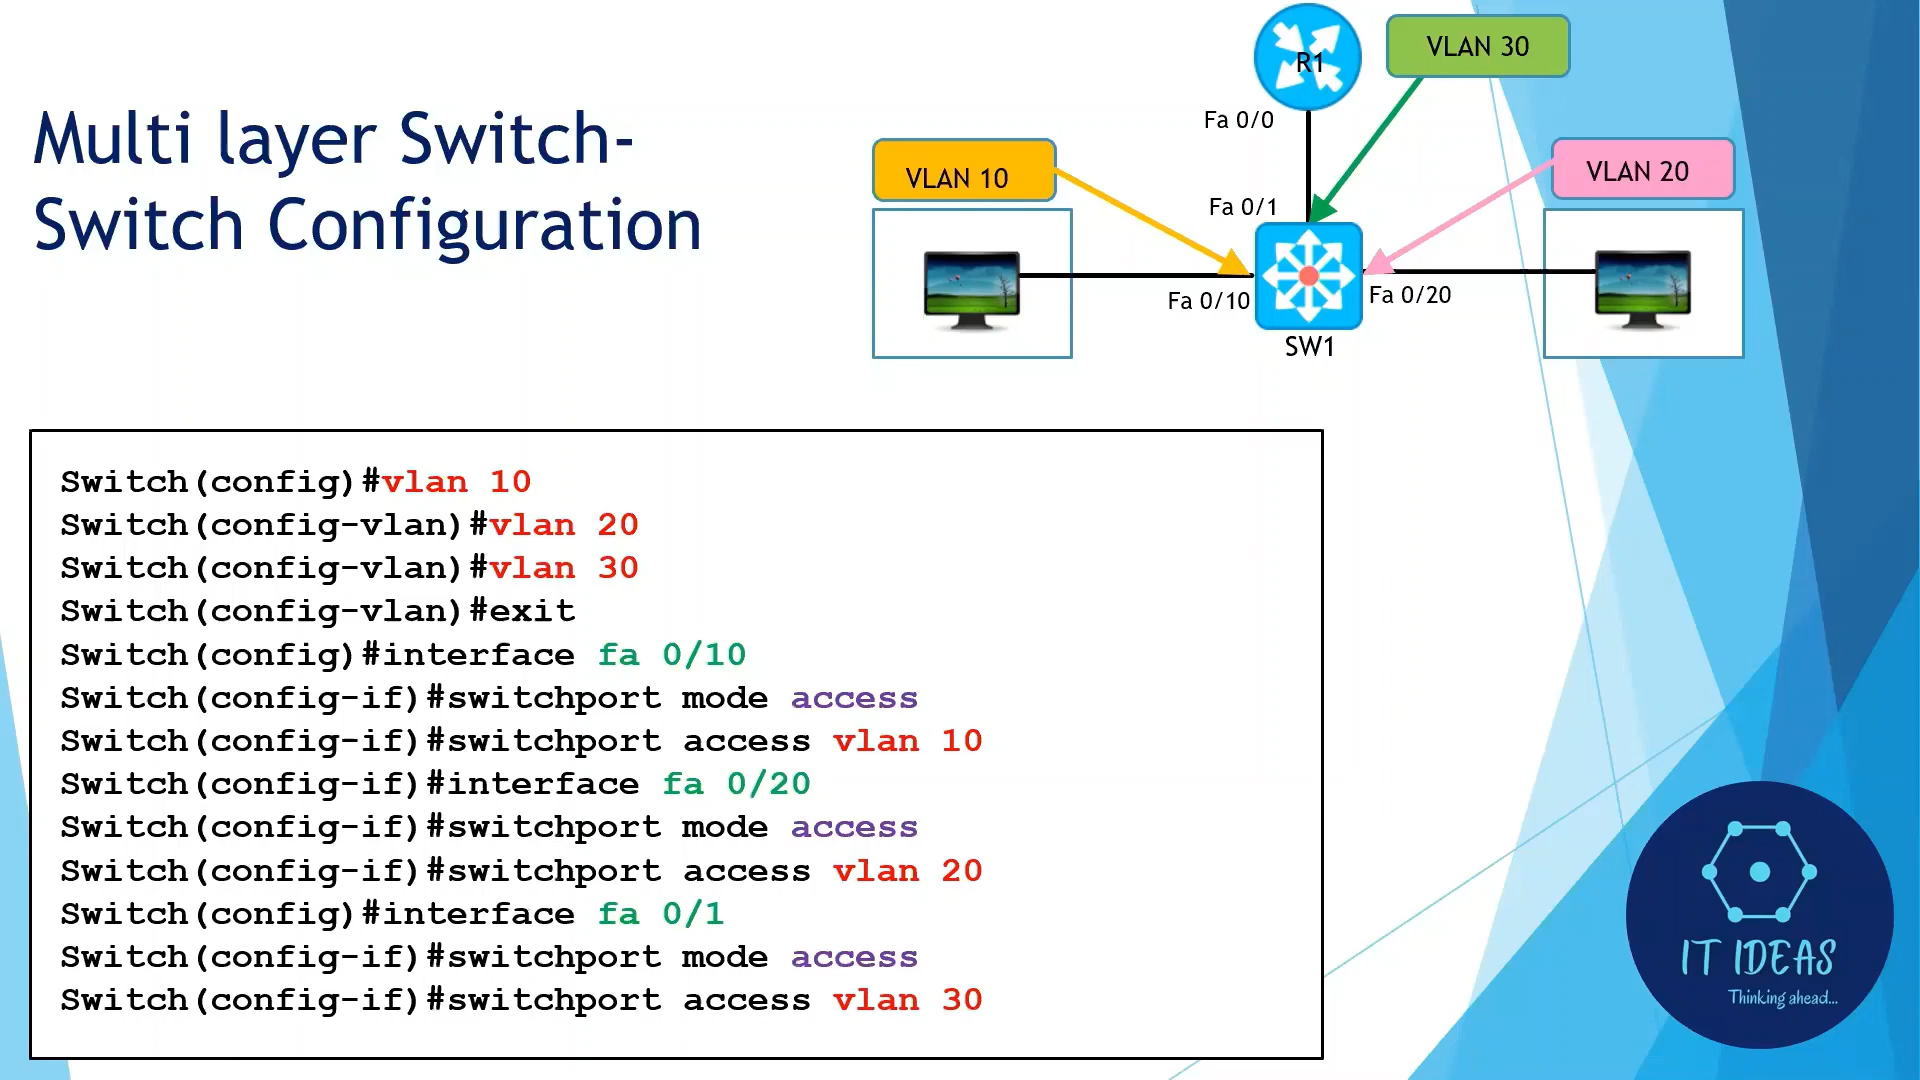 Multi layer Switch-
Switch Configuration
R1
VLAN 30
Fa 0/0
VLAN 10
VLAN 20
Fa 0/1
Fa 0/10
Fa 0/20
SW1
Switch(config)#vlan 10
Switch(config-vlan)#vlan 20
Switch(config-vlan)#vlan 30
Switch(config-vlan)#exit
Switch(config)#interface fa 0/10
Switch(config-if)#switchport mode access
Switch(config-if)#switchport access vlan 10
Switch(config-if)#interface fa 0/20
Switch(config-if)#switchport mode access
Switch(config-if)#switchport access vlan 20
Switch(config)#interface fa 0/1
Switch(config-if)#switchport mode access
Switch(config-if)#switchport access vlan 30
IT IDEAS
Thinking ahead...